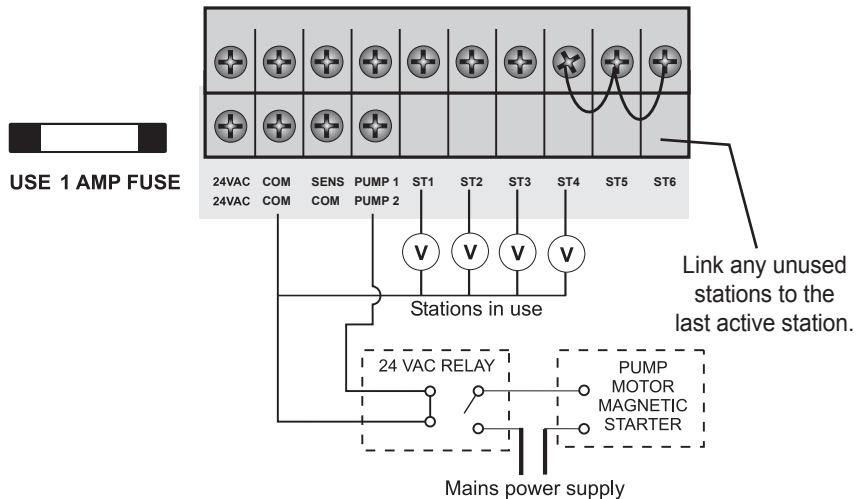 USE 1 AMP FUSE
24VAC COM SENS PUMP 1 ST1 ST2 ST3 ST4 ST5 ST6
24VAC COM COM PUMP 2
V V V V
Stations in use
Link any unused
stations to the
last active station.
24 VAC RELAY
PUMP
MOTOR
MAGNETIC
STARTER
Mains power supply